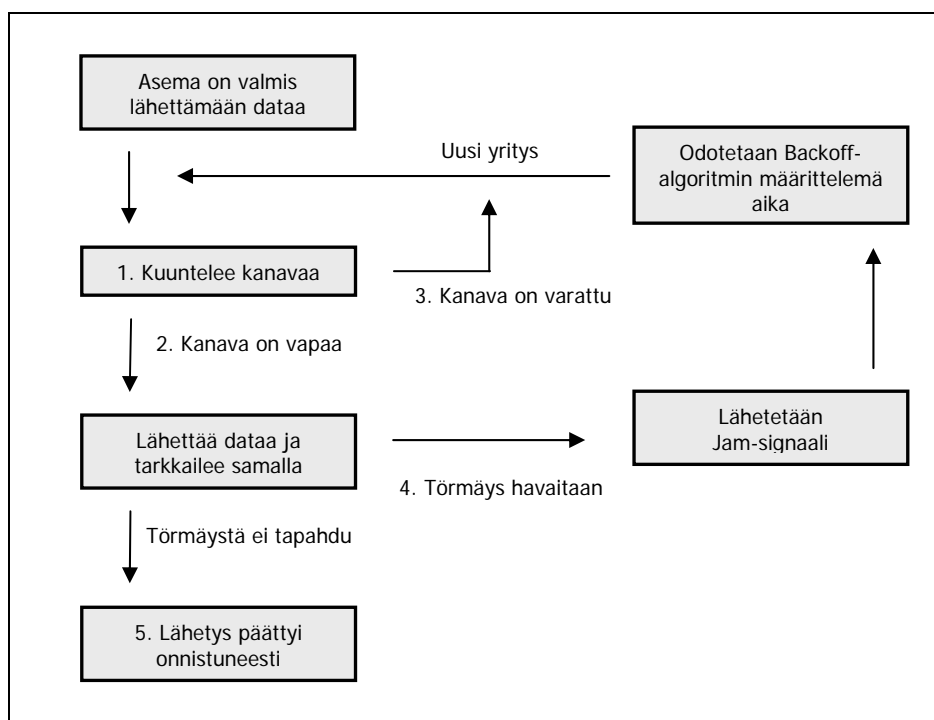 Asema on valmis
lähettämään dataa
Uusi yritys
Odotetaan Backoff-
algoritmin määrittelemä
aika
1. Kuuntelee kanavaa
3. Kanava on varattu
2. Kanava on vapaa
Lähettää dataa ja
tarkkailee samalla
Lähetetään
Jam-signaali
4. Törmäys havaitaan
Törmäystä ei tapahdu
5. Lähetys päättyi
onnistuneesti